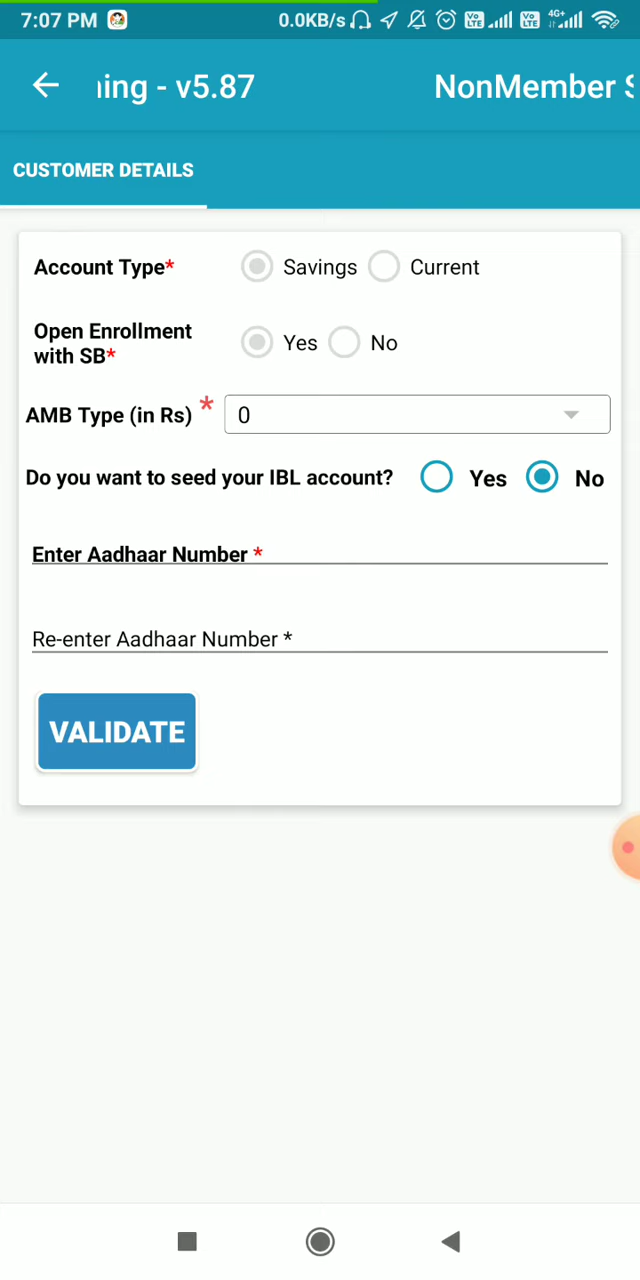 7:07 PM 0.0KB/s 4G+
ning - v5.87 NonMember S
CUSTOMER DETAILS
Account Type* Savings Current
Open Enrollment
with SB* Yes No
AMB Type (in Rs) * 0
Do you want to seed your IBL account? Yes No
Enter Aadhaar Number *
Re-enter Aadhaar Number *
VALIDATE